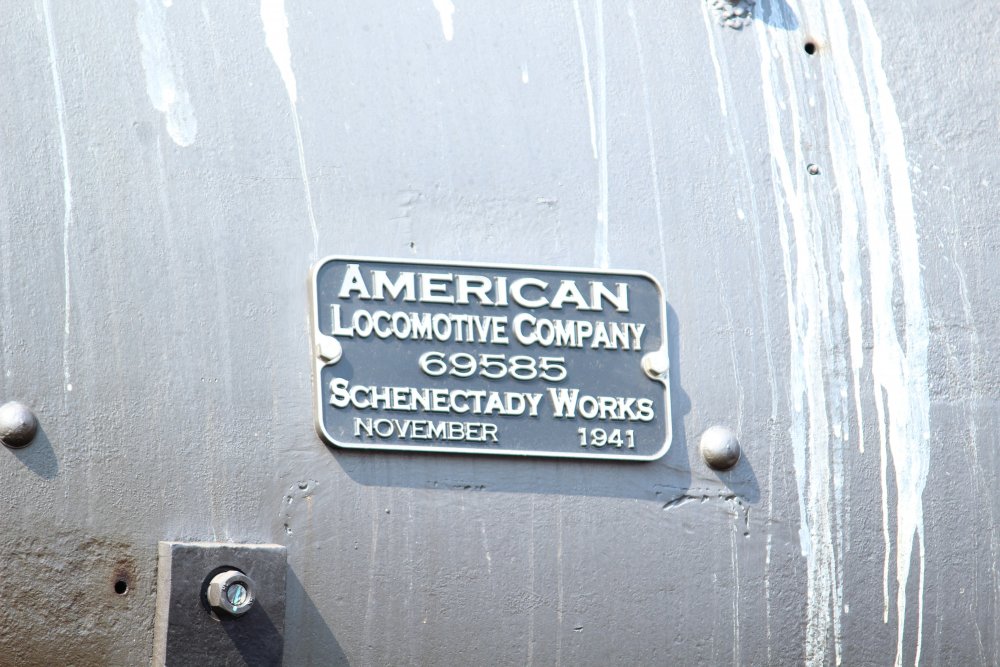 AMERICAN
LOCOMOTIVE COMPANY
69585
SCHENECTADY WORKS
NOVEMBER 1941